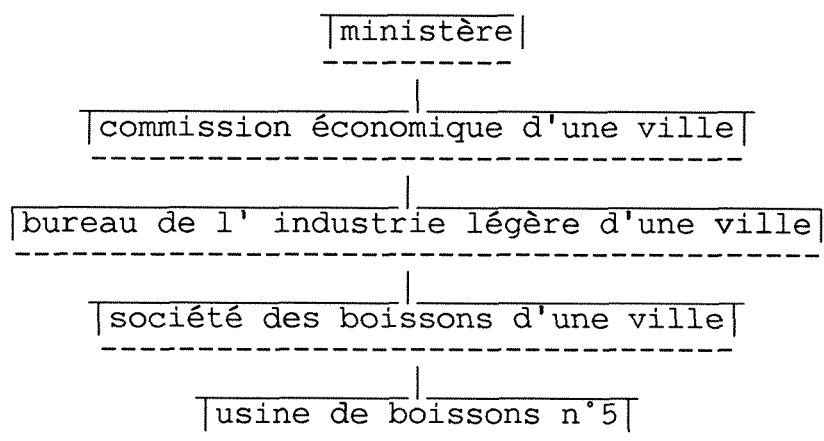 ministère
commission économique d'une ville
bureau de l' industrie légère d'une ville
société des boissons d'une ville
usine de boissons n°5